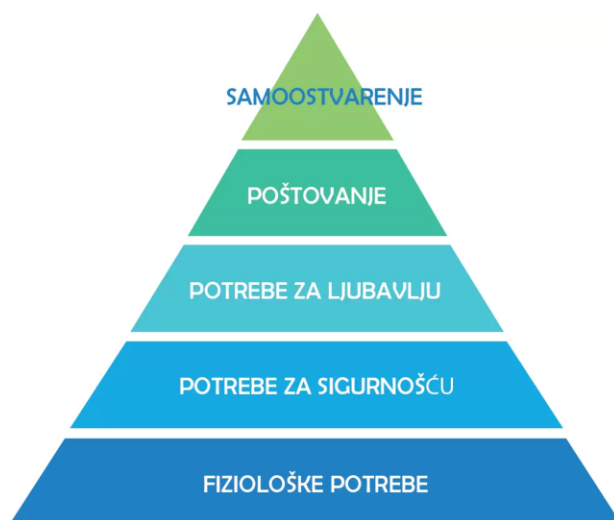 SAMOOSTVARENJE
POŠTOVANJE
POTREBE ZA LJUBAVLJU
POTREBE ZA SIGURNOŠĆU
FIZIOLOŠKE POTREBE